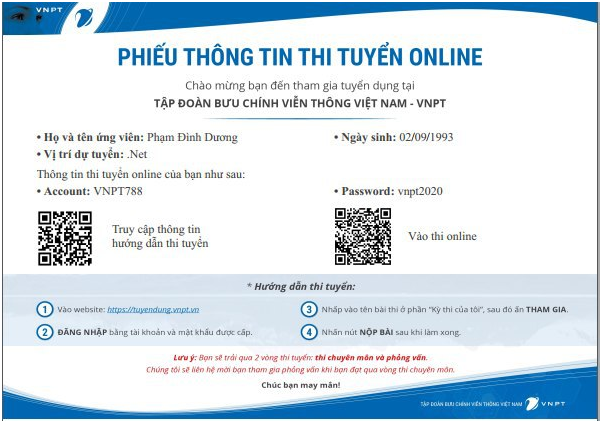 VNPT
PHIẾU THÔNG TIN THI TUYỂN ONLINE
Chào mừng bạn đến tham gia tuyển dụng tại
TẬP ĐOÀN BƯU CHÍNH VIỄN THÔNG VIỆT NAM - VNPT
• Họ và tên ứng viên: Phạm Đình Dương
• Ngày sinh: 02/09/1993
• Vị trí dự tuyển: .Net
Thông tin thi tuyển online của bạn như sau:
• Account: VNPT788
• Password: vnpt2020
Truy cập thông tin
hướng dẫn thi tuyển
Vào thi online
* Hướng dẫn thi tuyển:
1 Vào website: https://tuyendung.vnpt.vn
2 ĐĂNG NHẬP bằng tài khoản và mật khẩu được cấp.
3 Nhấp vào tên bài thi ở phần "Kỳ thi của tôi", sau đó ấn THAM GIA.
4 Nhấn nút NỘP BÀI sau khi làm xong.
Lưu ý: Bạn sẽ trải qua 2 vòng thi tuyển: thi chuyên môn và phỏng vấn.
Chúng tôi sẽ liên hệ mời bạn tham gia phỏng vấn khi bạn đạt qua vòng thi chuyên môn.
Chúc bạn may mắn!
TẬP ĐOÀN BƯU CHÍNH VIỄN THÔNG VIỆT NAM VNPT